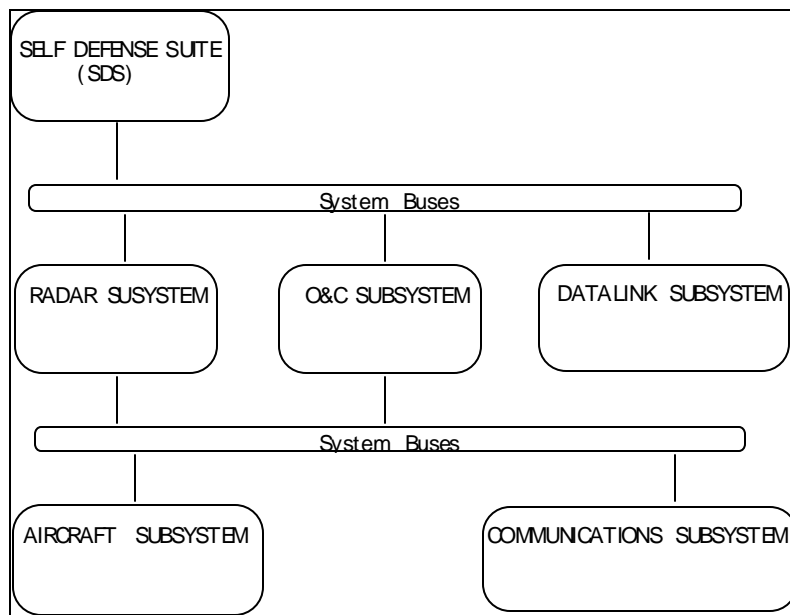 SELF DEFENSE SUITE
(SDS)
System Buses
RADAR SUSYSTEM
O&C SUBSYSTEM
DATALINK SUBSYSTEM
System Buses
AIRCRAFT SUBSYSTEM
COMMUNICATIONS SUBSYSTEM